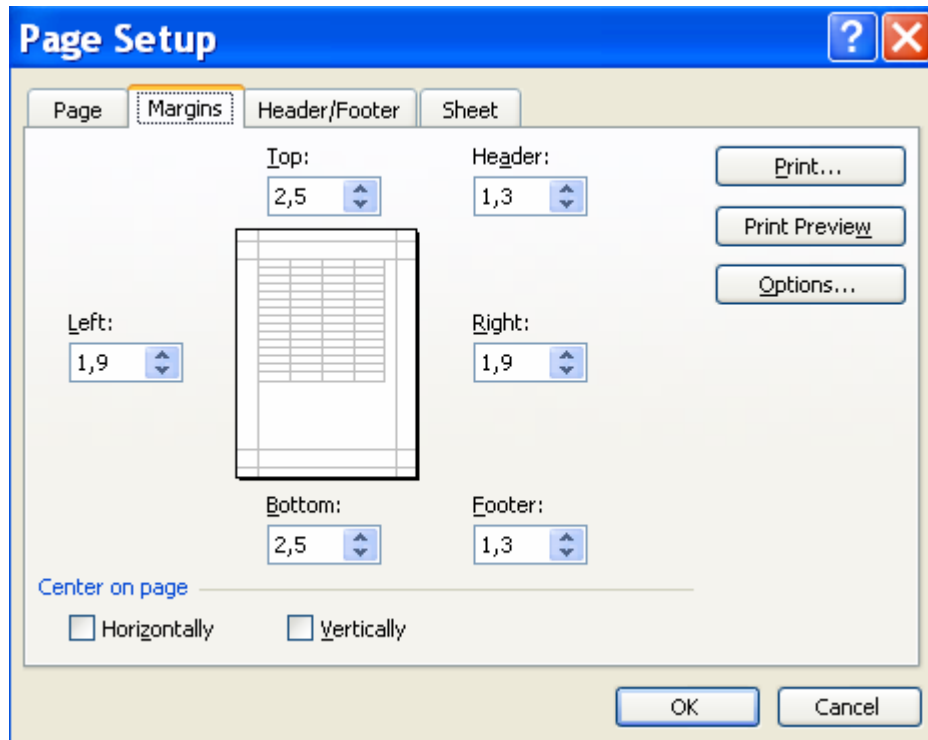 Page Setup
Page Margins Header/Footer Sheet
Top: Header:
2,5 1,3
Print...
Print Preview
Options...
Left: Right:
1,9 1,9
Bottom: Footer:
2,5 1,3
Center on page
Horizontally Vertically
OK Cancel